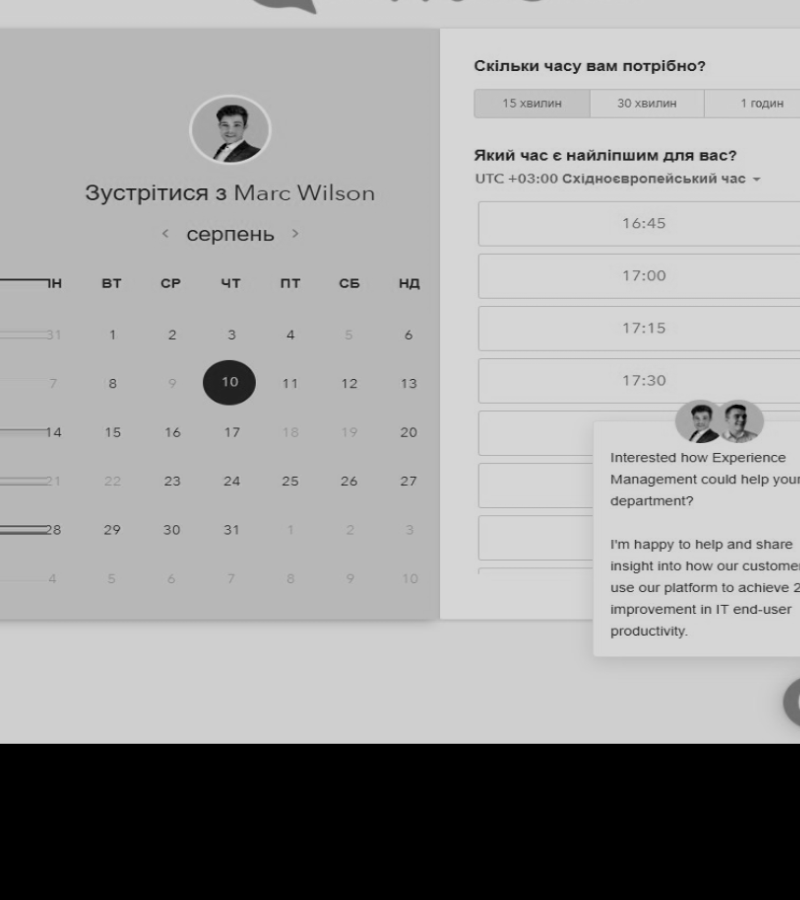 Зустрітися з Marc Wilson
серпень
ПН ВТ СР ЧТ ПТ СБ НД
31 1 2 3 4 5 6
7 8 9 10 11 12 13
14 15 16 17 18 19 20
21 22 23 24 25 26 27
28 29 30 31 1 2 3
4 5 6 7 8 9 10
Скільки часу вам потрібно?
15 хвилин 30 хвилин 1 годин
Який час є найліпшим для вас?
UTC +03:00 Східноєвропейський час
16:45
17:00
17:15
17:30
Interested how Experience
Management could help your
department?
I'm happy to help and share
insight into how our custome
use our platform to achieve 2
improvement in IT end-user
productivity.